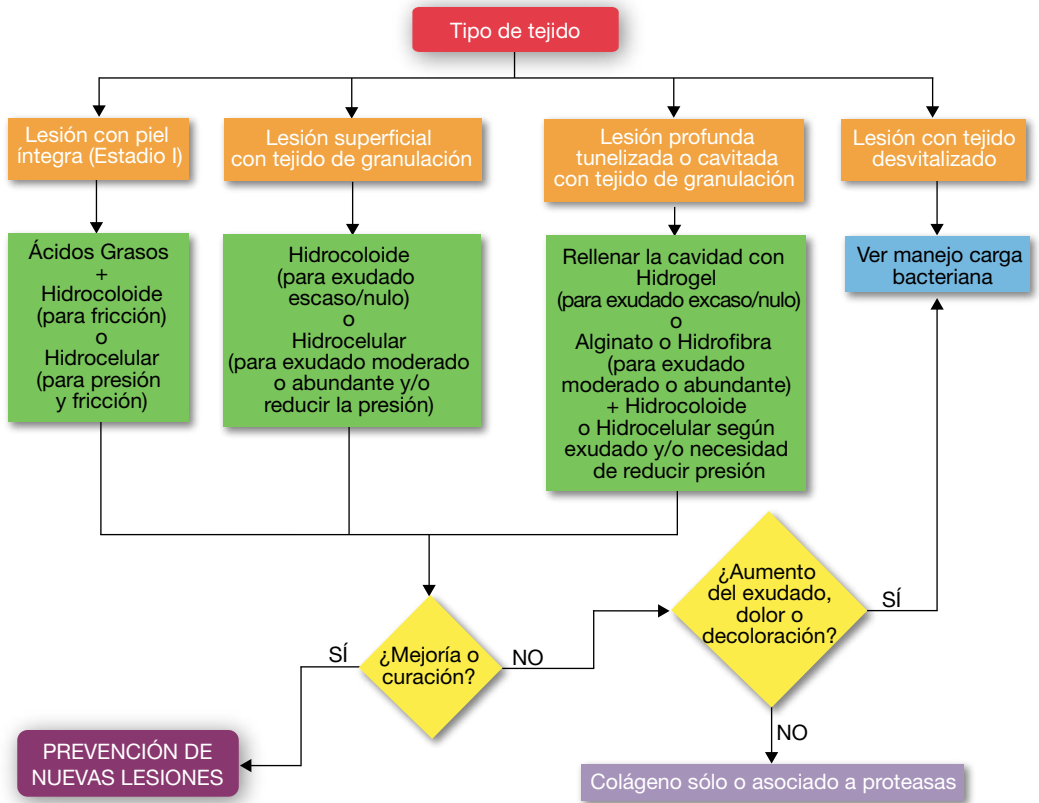 Tipo de tejido
Lesión con piel
íntegra (Estadio I)
Lesión superficial
con tejido de granulación
Lesión profunda
tunelizada o cavitada
con tejido de granulación
Lesión con tejido
desvitalizado
Ácidos Grasos
+
Hidrocoloide
(para fricción)
o
Hidrocelular
(para presión
y fricción)
Hidrocoloide
(para exudado
escaso/nulo)
o
Hidrocelular
(para exudado moderado
o abundante y/o
reducir la presión)
Rellenar la cavidad con
Hidrogel
(para exudado excaso/nulo)
o
Alginato o Hidrofibra
(para exudado
moderado o abundante)
+ Hidrocoloide
o Hidrocelular según
exudado y/o necesidad
de reducir presión
Ver manejo carga
bacteriana
¿Aumento
del exudado,
dolor o
decoloración?
SÍ
¿Mejoría o
curación?
SÍ
NO
NO
PREVENCIÓN DE
NUEVAS LESIONES
Colágeno sólo o asociado a proteasas